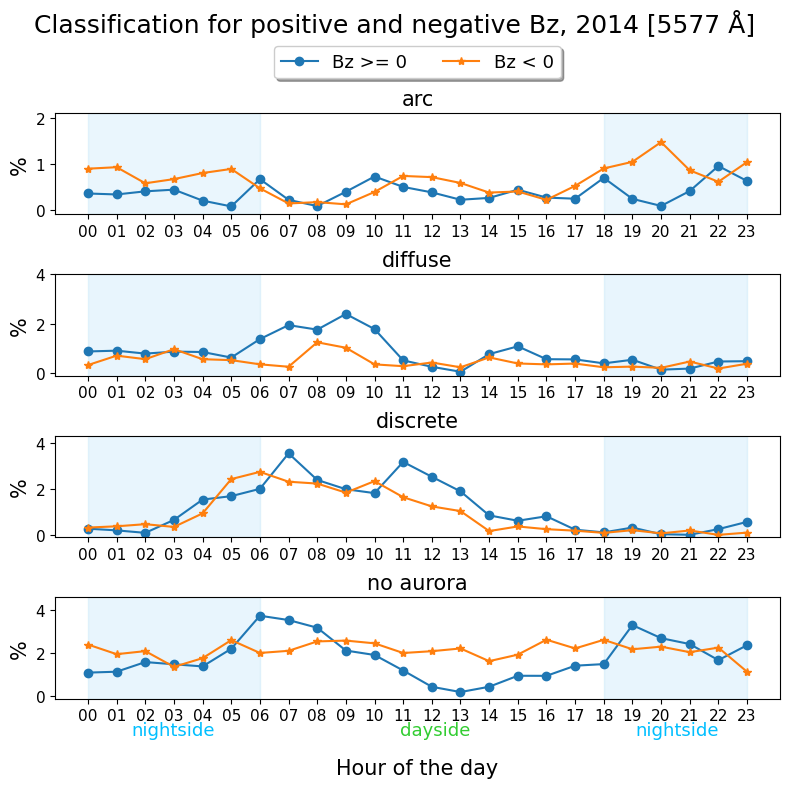 Classification for positive and negative Bz, 2014 [5577 Å]
Bz >= 0 Bz < 0
arc
2
1
0
%
00 01 02 03 04 05 06 07 08 09 10 11 12 13 14 15 16 17 18 19 20 21 22 23
diffuse
4
2
0
%
00 01 02 03 04 05 06 07 08 09 10 11 12 13 14 15 16 17 18 19 20 21 22 23
discrete
4
2
0
%
00 01 02 03 04 05 06 07 08 09 10 11 12 13 14 15 16 17 18 19 20 21 22 23
no aurora
4
2
0
%
00 01 02 03 04 05 06 07 08 09 10 11 12 13 14 15 16 17 18 19 20 21 22 23
nightside dayside nightside
Hour of the day